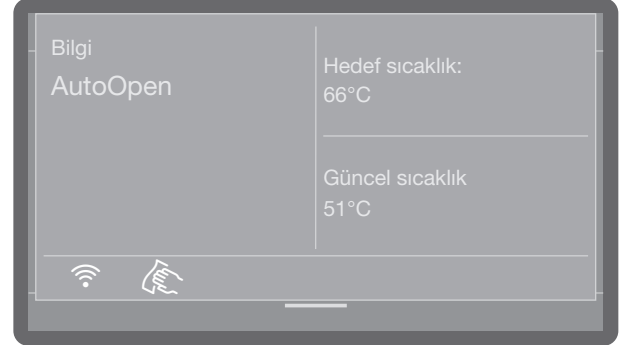 Bilgi
AutoOpen
Hedef sıcaklık:
66°C
Güncel sıcaklık
51°C